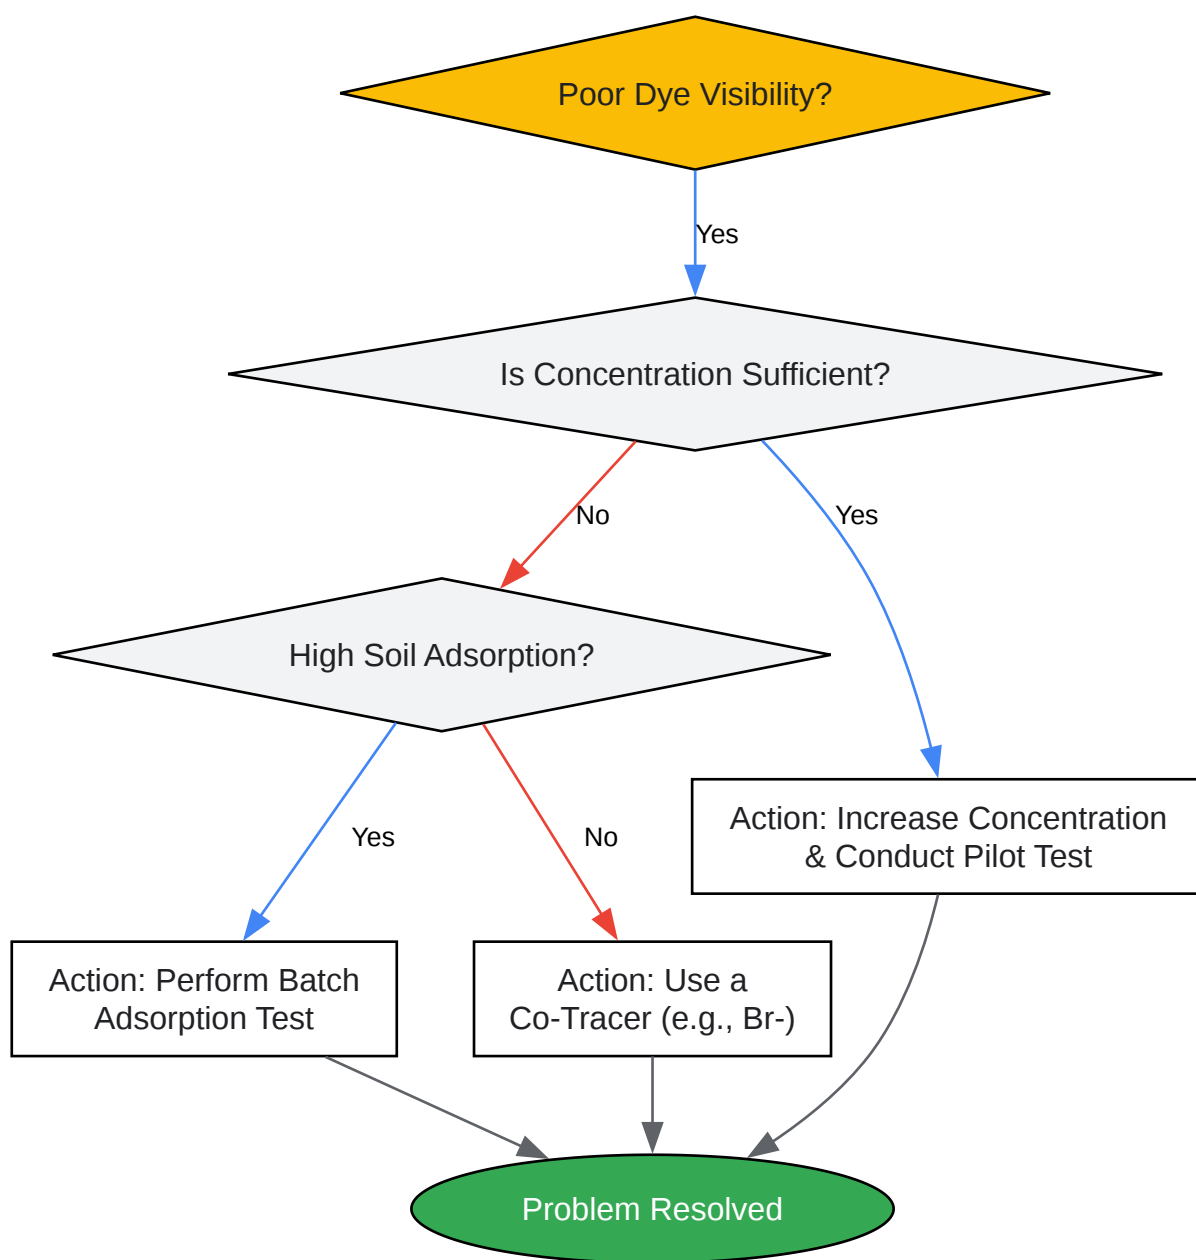 Poor Dye Visibility?
Yes
Is Concentration Sufficient?
No
Yes
High Soil Adsorption?
Yes
No
Action: Increase Concentration
& Conduct Pilot Test
Action: Perform Batch
Adsorption Test
Action: Use a
Co-Tracer (e.g., Br-)
Problem Resolved